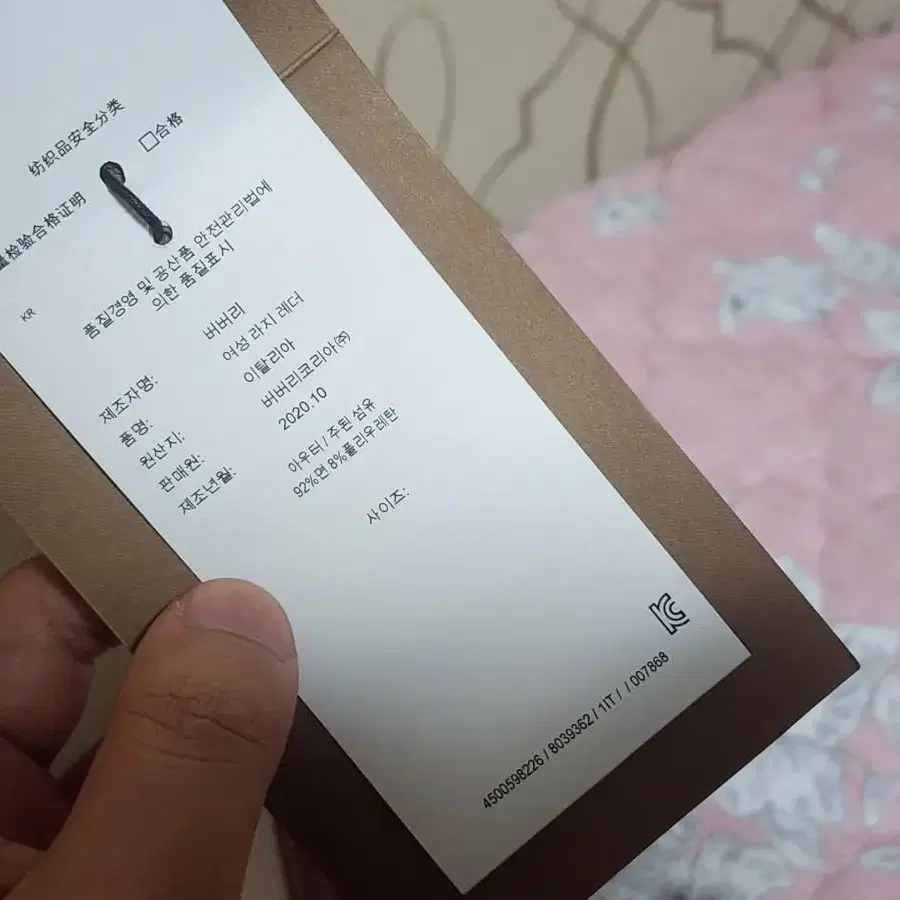 纺织品安全分类
□合格
检验合格证明
KR
품질경영 및 공산품 안전관리법에
의한 품질표시
제조자명: 버버리
품명: 여성 라지 레더
원산지: 이탈리아
판매원: 버버리코리아㈜
제조년월: 2020.10
아우터 / 주된 섬유
92%면 8%폴리우레탄
사이즈:
KC
4500598226 / 8039362 / 1IT / / 007868